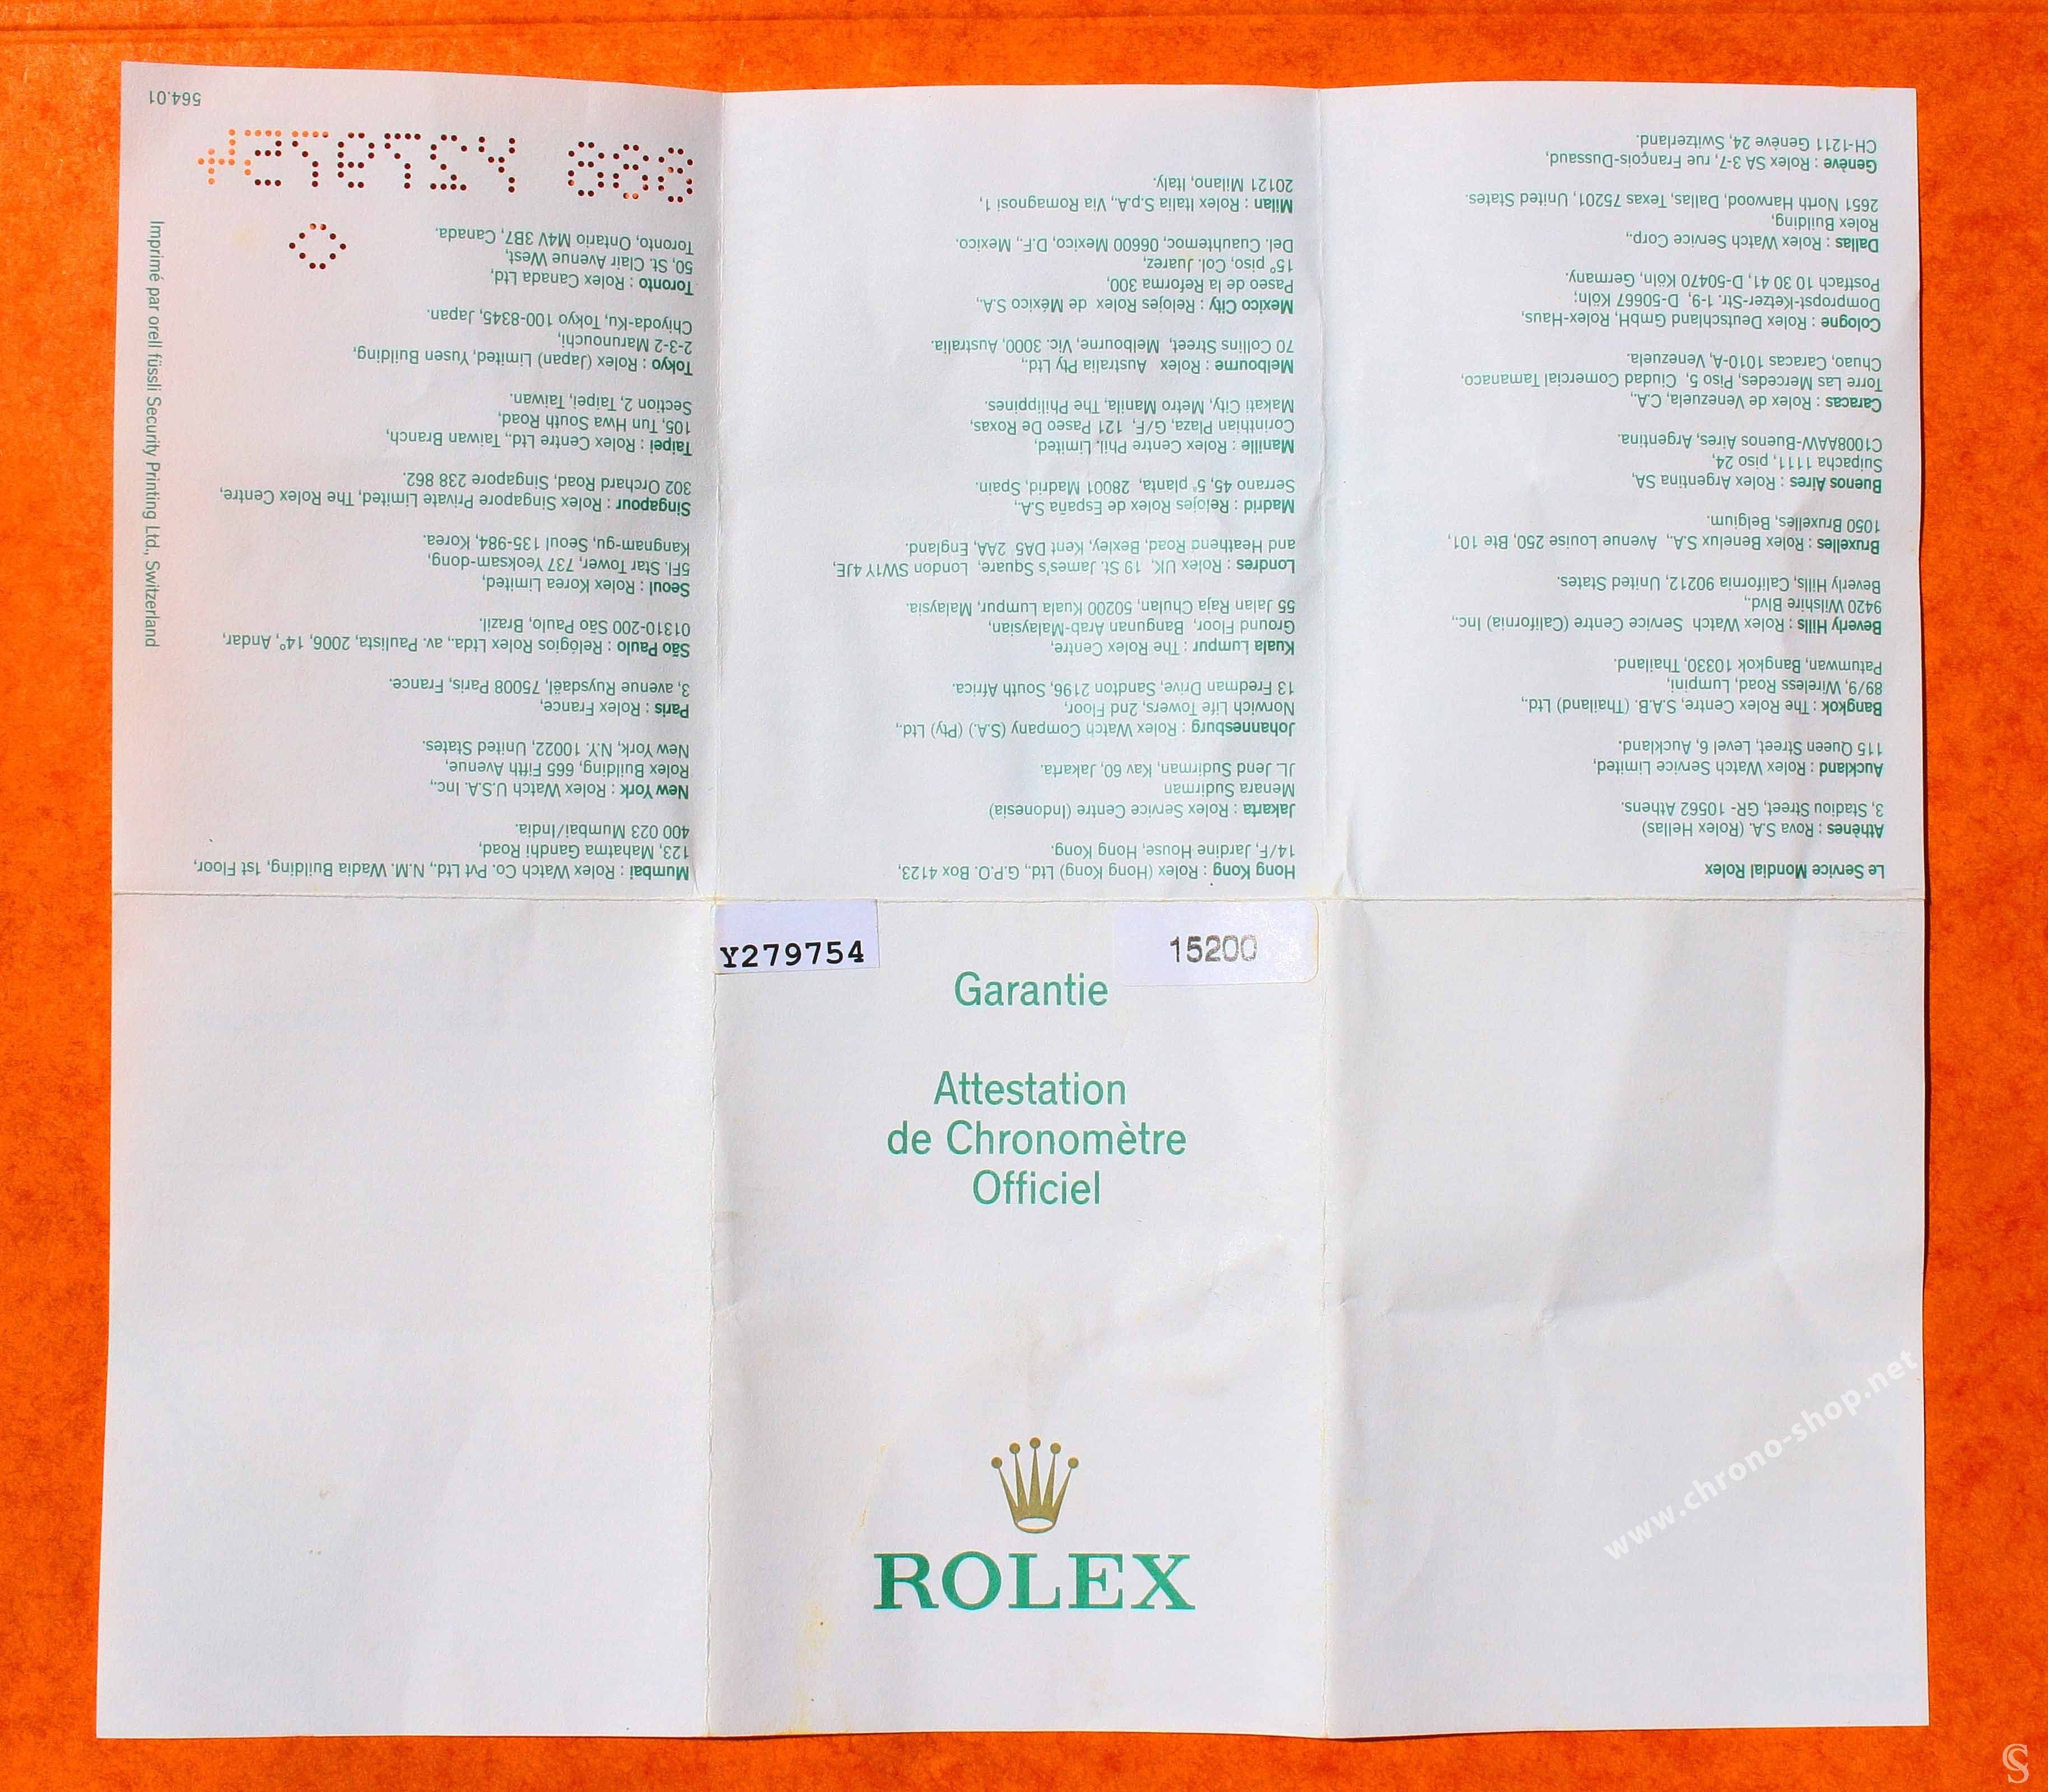 Y279754
15200
Garantie
Attestation
de Chronomètre
Officiel
ROLEX
Le Service Mondial Rolex
Athènes : Rova S.A. (Rolex Hellas)
3, Stadiou Street, GR- 10562 Athens.
Auckland : Rolex Watch Service Limited,
115 Queen Street, Level 6, Auckland.
Bangkok : The Rolex Centre, S.A.B. (Thailand) Ltd.,
89/9, Wireless Road, Lumpini,
Patumwan, Bangkok 10330, Thailand.
Beverly Hills : Rolex Watch Service Centre (California) Inc.,
9420 Wilshire Blvd.,
Beverly Hills, California 90212, United States.
Bruxelles : Rolex Benelux S.A., Avenue Louise 250, Bte 101,
1050 Bruxelles, Belgium.
Buenos Aires : Rolex Argentina SA,
Suipacha 1111, piso 24,
C1008AAW-Buenos Aires, Argentina.
Caracas : Rolex de Venezuela, C.A.,
Torre Las Mercedes, Piso 5, Ciudad Comercial Tamanaco,
Chuao, Caracas 1010-A, Venezuela.
Cologne : Rolex Deutschland GmbH, Rolex-Haus,
Dompropst-Ketzer-Str. 1-9, D-50667 Köln;
Postfach 10 30 41, D-50470 Köln, Germany.
Dallas : Rolex Watch Service Corp.,
Rolex Building,
2651 North Harwood, Dallas, Texas 75201, United States.
Genève : Rolex SA 3-7, rue François-Dussaud,
CH-1211 Genève 24, Switzerland.
Hong Kong : Rolex (Hong Kong) Ltd., G.P.O. Box 4123,
14/F, Jardine House, Hong Kong.
Jakarta : Rolex Service Centre (Indonesia)
Menara Sudirman
JL. Jend Sudirman, Kav 60, Jakarta.
Johannesburg : Rolex Watch Company (S.A.) (Pty) Ltd.,
Norwich Life Towers, 2nd Floor,
13 Fredman Drive, Sandton 2196, South Africa.
Kuala Lumpur : The Rolex Centre,
Ground Floor, Bangunan Arab-Malaysian,
55 Jalan Raja Chulan, 50200 Kuala Lumpur, Malaysia.
Londres : Rolex UK, 19 St. James's Square, London SW1Y 4JE,
and Heathend Road, Bexley, Kent DA5 2AA, England.
Madrid : Relojes Rolex de España S.A.,
Serrano 45, 5° planta, 28001 Madrid, Spain.
Manille : Rolex Centre Phil. Limited,
Corinthian Plaza, G/F, 121 Paseo De Roxas,
Makati City, Metro Manila, The Philippines.
Melbourne : Rolex Australia Pty Ltd.,
70 Collins Street, Melbourne, Vic. 3000, Australia.
Mexico City : Relojes Rolex de México S.A.,
Paseo de la Reforma 300,
15° piso, Col. Juarez,
Del. Cuauhtemoc, 06600 Mexico, D.F., Mexico.
Milan : Rolex Italia S.p.A., Via Romagnosi 1,
20121 Milano, Italy.
Mumbai : Rolex Watch Co. Pvt Ltd., N.M. Wadia Building, 1st Floor,
123, Mahatma Gandhi Road,
400 023 Mumbai/India.
New York : Rolex Watch U.S.A. Inc.,
Rolex Building, 665 Fifth Avenue,
New York, N.Y. 10022, United States.
Paris : Rolex France,
3, avenue Ruysdaël, 75008 Paris, France.
São Paulo : Relógios Rolex Ltda., av. Paulista, 2006, 14°, Andar,
01310-200 São Paulo, Brazil.
Seoul : Rolex Korea Limited,
5Fl. Star Tower, 737 Yeoksam-dong,
Kangnam-gu, Seoul 135-984, Korea.
Singapour : Rolex Singapore Private Limited, The Rolex Centre,
302 Orchard Road, Singapore 238 862.
Taipei : Rolex Centre Ltd., Taiwan Branch,
105, Tun Hwa South Road,
Section 2, Taipei, Taiwan.
Tokyo : Rolex (Japan) Limited, Yusen Building,
2-3-2 Marunouchi,
Chiyoda-Ku, Tokyo 100-8345, Japan.
Toronto : Rolex Canada Ltd,
50, St. Clair Avenue West,
Toronto, Ontario M4V 3B7, Canada.
888 Y279754
564.01
Imprimé par orell füssli Security Printing Ltd., Switzerland
www.chrono-shop.net